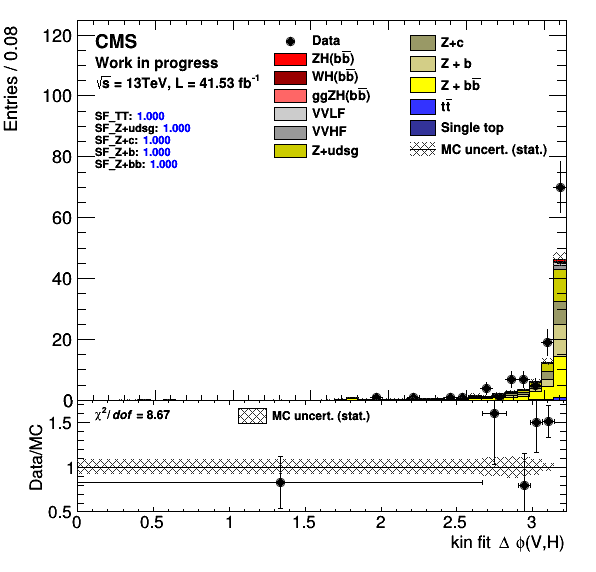 CMS
Work in progress
√s = 13TeV, L = 41.53 fb⁻¹
SF_TT: 1.000
SF_Z+udsg: 1.000
SF_Z+c: 1.000
SF_Z+b: 1.000
SF_Z+bb: 1.000
Data
ZH(bb̅)
WH(bb̅)
ggZH(bb̅)
VVLF
VVHF
Z+udsg
Z+c
Z + b
Z + bb̅
tt̅
Single top
MC uncert. (stat.)
Entries / 0.08
120
100
80
60
40
20
0
χ²/dof = 8.67
MC uncert. (stat.)
Data/MC
1.5
1
0.5
0 0.5 1 1.5 2 2.5 3
kin fit Δ ϕ(V,H)